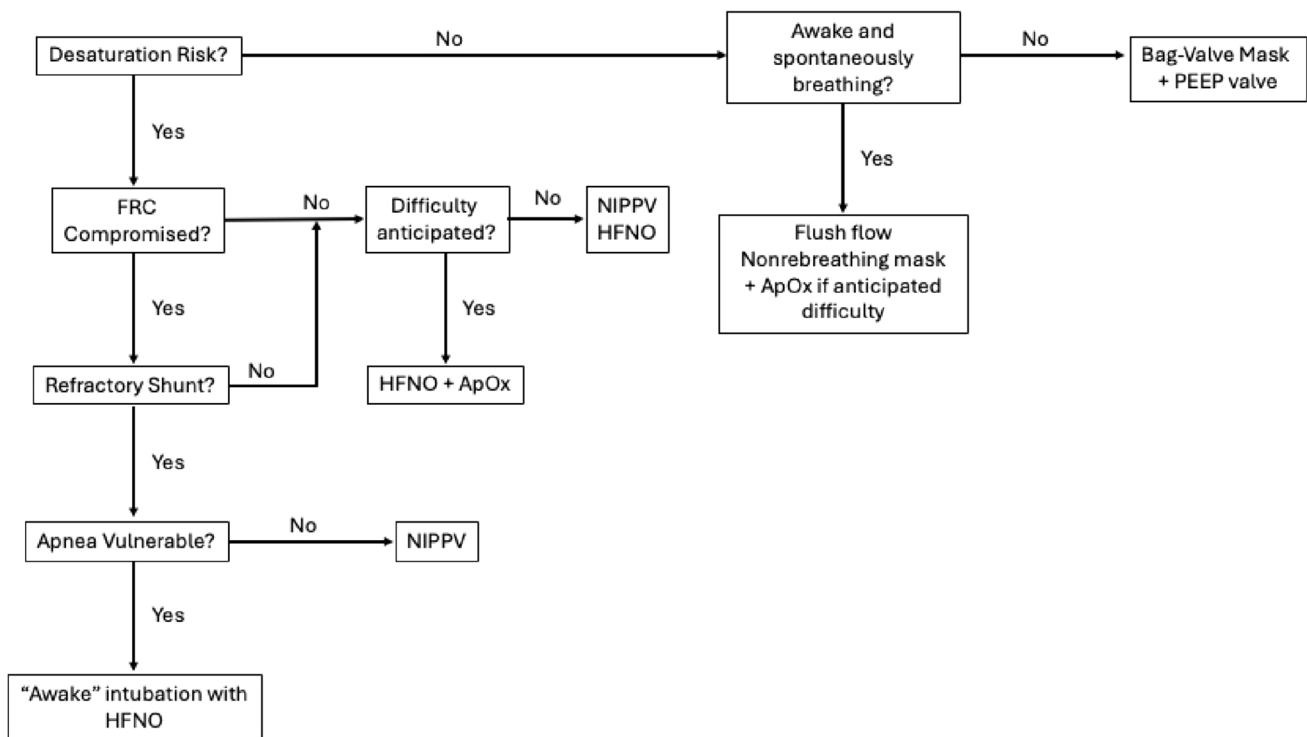 Desaturation Risk?
No
Awake and
spontaneously
breathing?
No
Bag-Valve Mask
+ PEEP valve
Yes
Yes
FRC
Compromised?
No
Difficulty
anticipated?
No
NIPPV
HFNO
Flush flow
Nonrebreathing mask
+ ApOx if anticipated
difficulty
Yes
Yes
Refractory Shunt?
No
HFNO + ApOx
Yes
Apnea Vulnerable?
No
NIPPV
Yes
“Awake” intubation with
HFNO